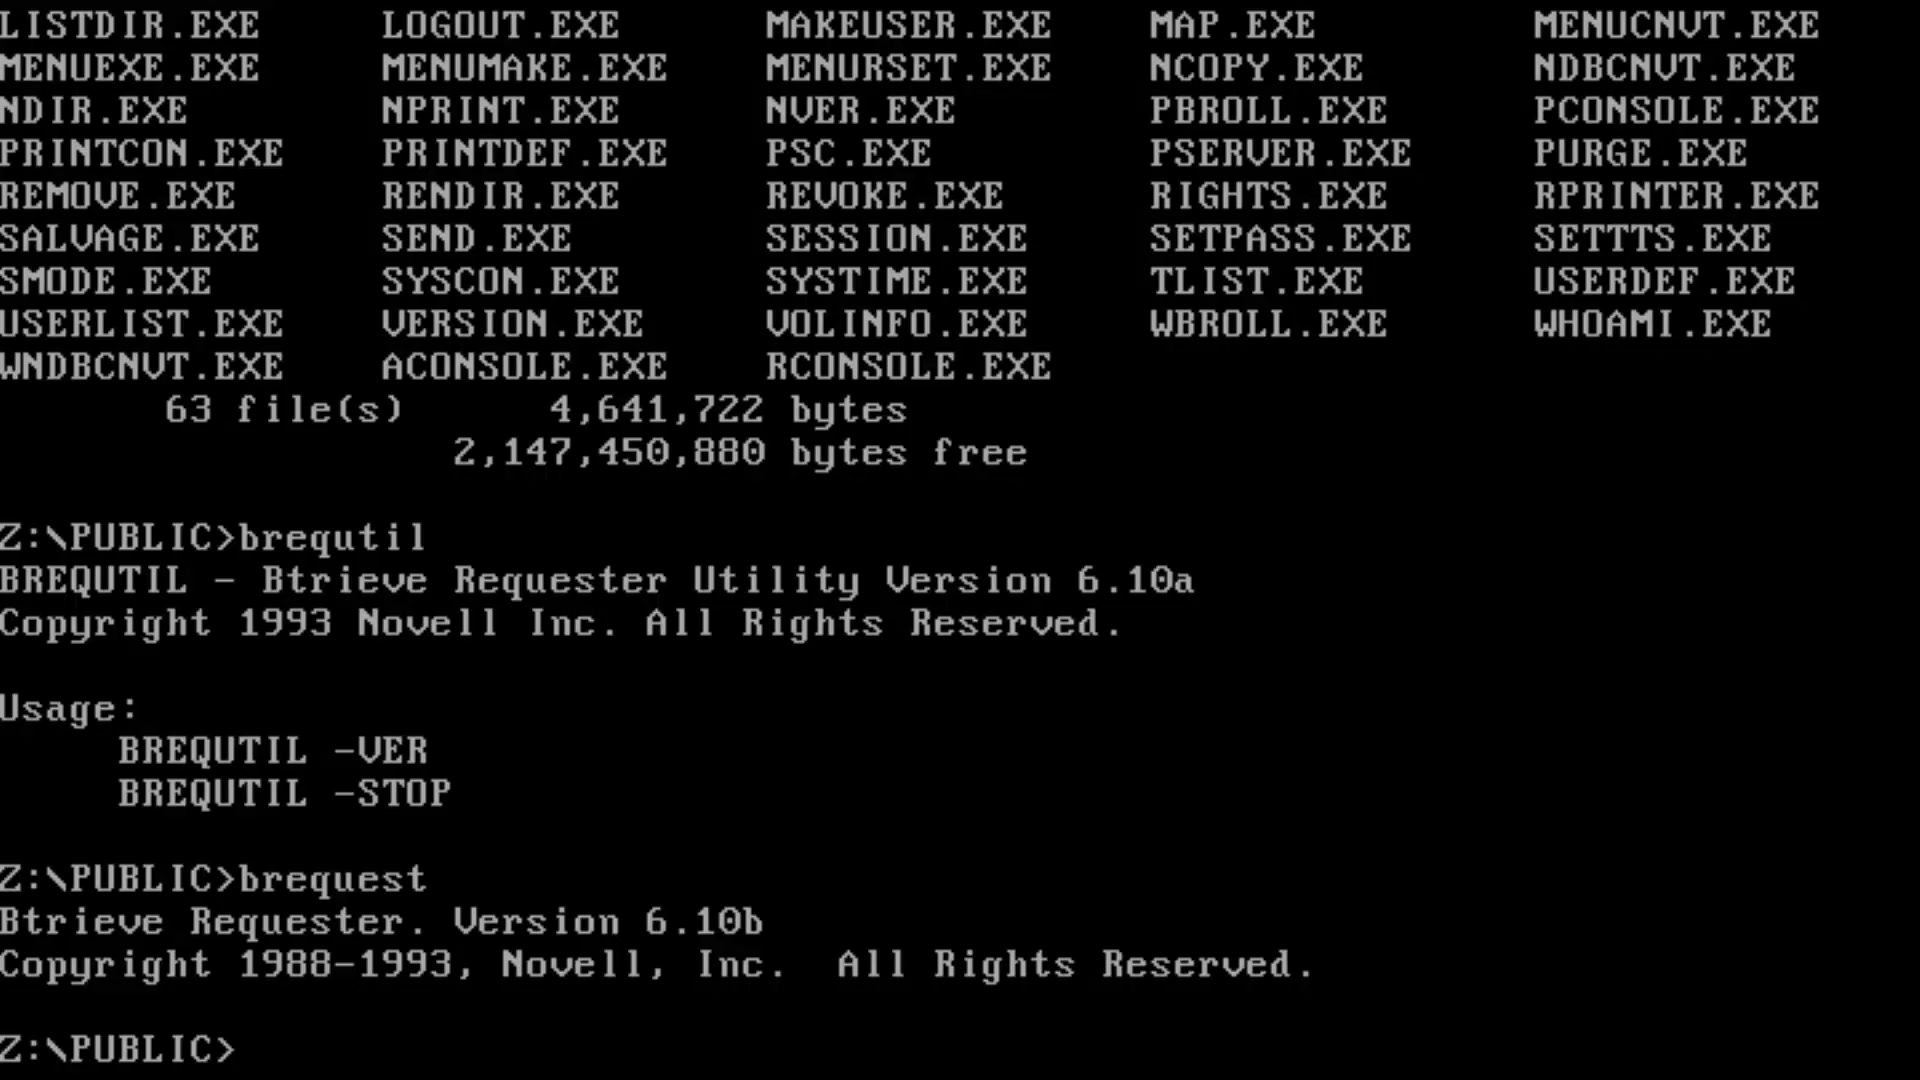 LISTDIR.EXE LOGOUT.EXE MAKEUSER.EXE MAP.EXE MENUCNVT.EXE
MENUEXE.EXE MENUMAKE.EXE MENURSET.EXE NCOPY.EXE NDBCNVT.EXE
NDIR.EXE NPRINT.EXE NVER.EXE PBROLL.EXE PCONSOLE.EXE
PRINTCON.EXE PRINTDEF.EXE PSC.EXE PSERVER.EXE PURGE.EXE
REMOVE.EXE RENDIR.EXE REVOKE.EXE RIGHTS.EXE RPRINTER.EXE
SALVAGE.EXE SEND.EXE SESSION.EXE SETPASS.EXE SETTTS.EXE
SMODE.EXE SYSCON.EXE SYSTIME.EXE TLIST.EXE USERDEF.EXE
USERLIST.EXE VERSION.EXE VOLINFO.EXE WBROLL.EXE WHOAMI.EXE
WNDBCNVT.EXE ACONSOLE.EXE RCONSOLE.EXE
63 file(s) 4,641,722 bytes
2,147,450,880 bytes free
Z:\PUBLIC>brequtil
BREQUTIL - Btrieve Requester Utility Version 6.10a
Copyright 1993 Novell Inc. All Rights Reserved.
Usage:
BREQUTIL -VER
BREQUTIL -STOP
Z:\PUBLIC>brequest
Btrieve Requester. Version 6.10b
Copyright 1988-1993, Novell, Inc.  All Rights Reserved.
Z:\PUBLIC>